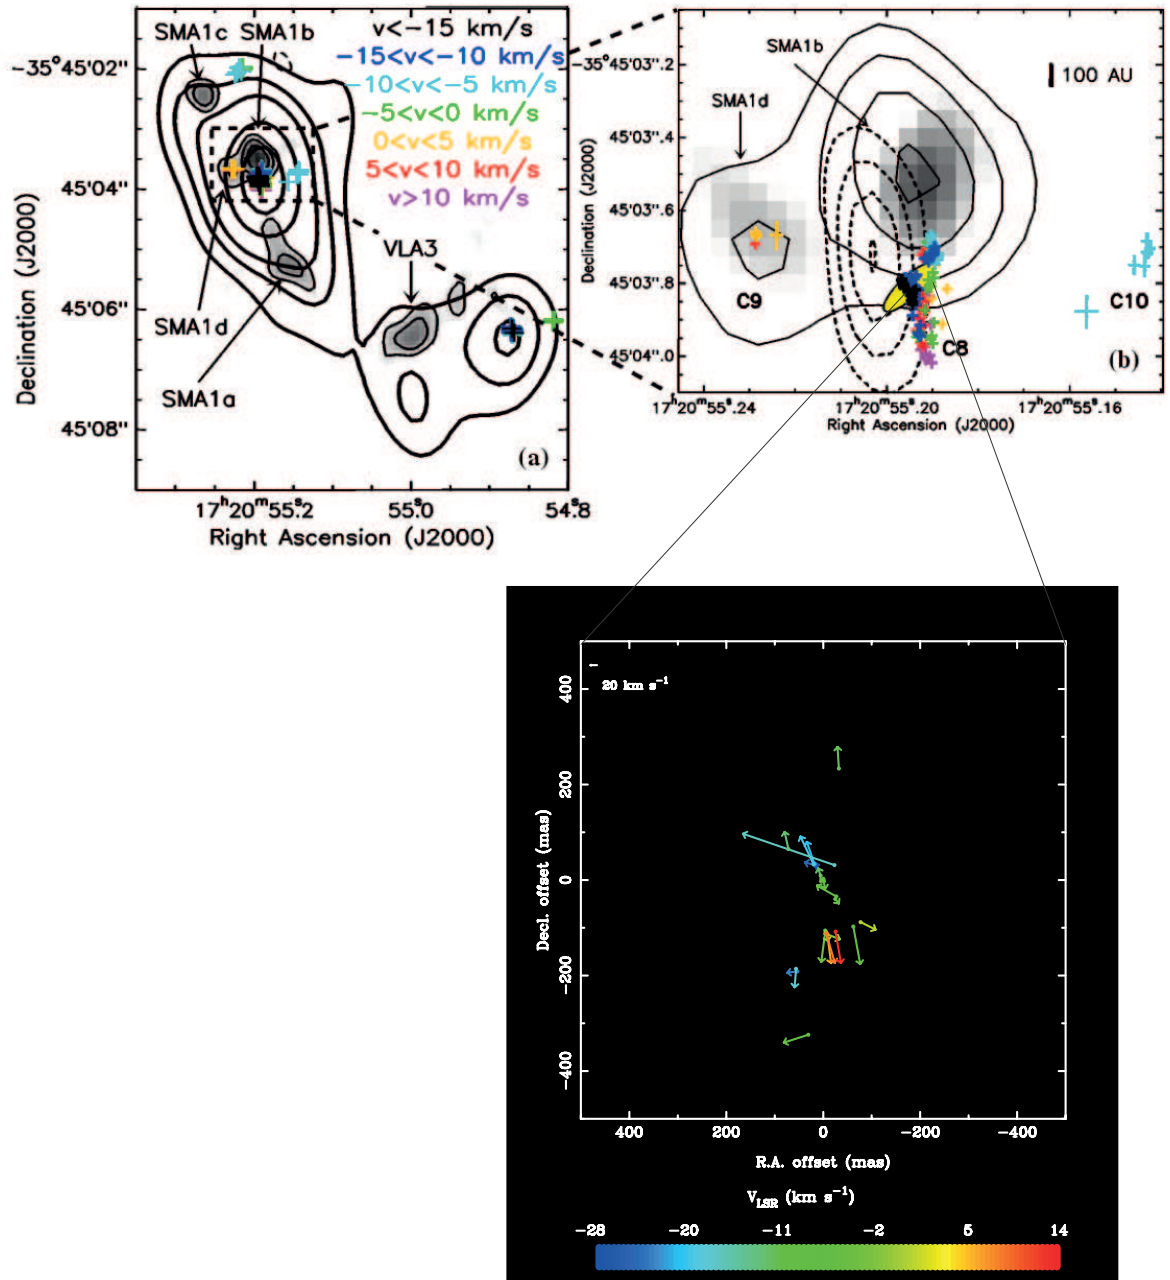 SMA1c SMA1b
v<-15 km/s
-15<v<-10 km/s
-10<v<-5 km/s
-5<v<0 km/s
0<v<5 km/s
5<v<10 km/s
v>10 km/s
-35°45'02"
45'04"
45'06"
45'08"
Declination (J2000)
VLA3
SMA1d
SMA1a
(a)
17h20m55s.2
55.0
54s.8
Right Ascension (J2000)
SMA1b
SMA1d
100 AU
-35°45'03".2
45'03".4
45'03".6
45'03".8
45'04".0
Declination (J2000)
C9
C10
C8
(b)
17h20m55s.24
17h20m55s.20
17h20m55s.16
Right Ascension (J2000)
20 km s−1
400
200
0
-200
-400
Decl. offset (mas)
400 200 0 -200 -400
R.A. offset (mas)
VLSR (km s−1)
-28 -20 -11 -2 5 14